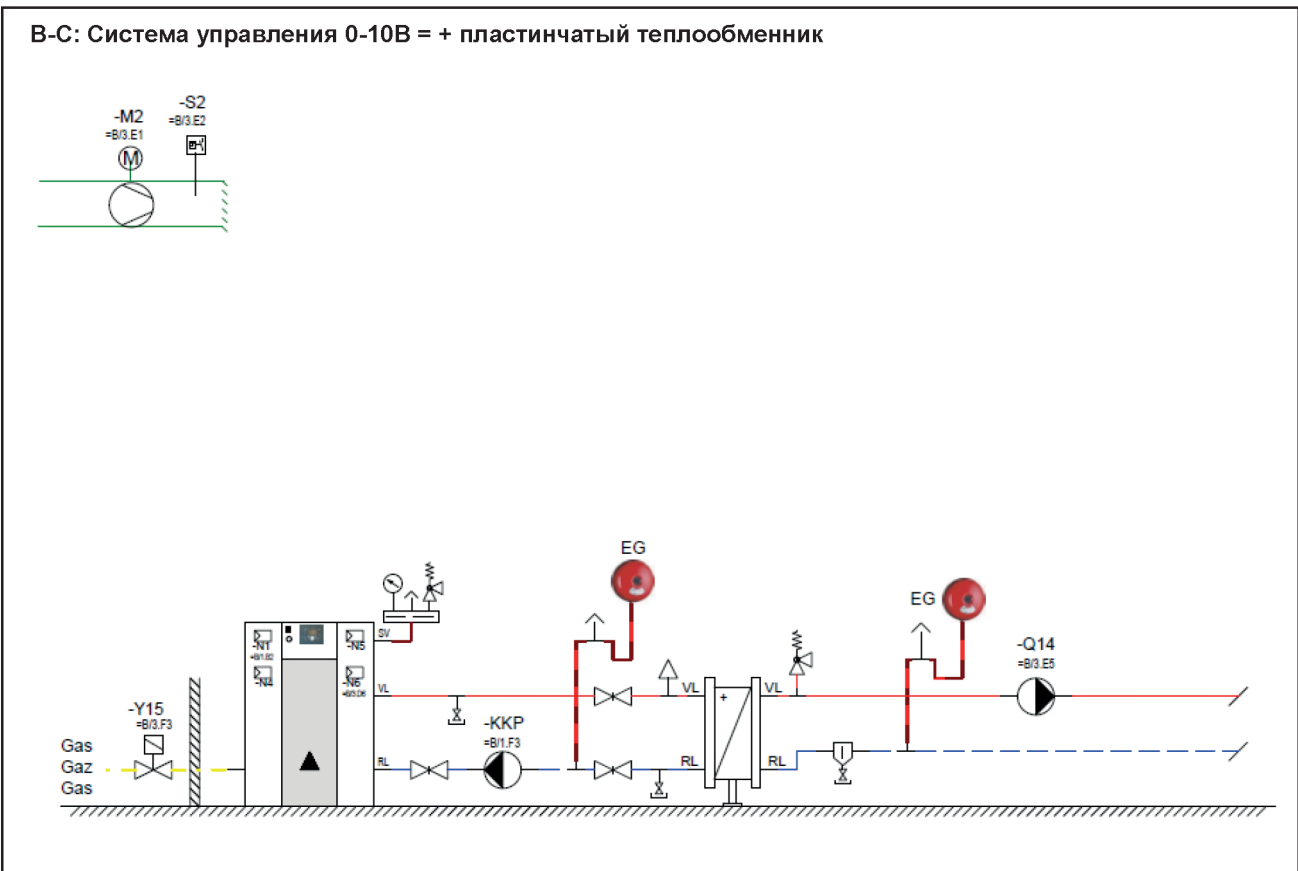 B-C: Система управления 0-10В = + пластинчатый теплообменник
-S2
=B/3.E2
-M2
=B/3.E1
M
EG
EG
-Q14
=B/3.E5
SV
-N1
=B/1.B2
-N5
-N4
-N6
=B/3.D6
VL
VL
VL
+
-Y15
=B/3.F3
-KKP
=B/1.F3
RL
RL
RL
Gas
Gaz
Gas